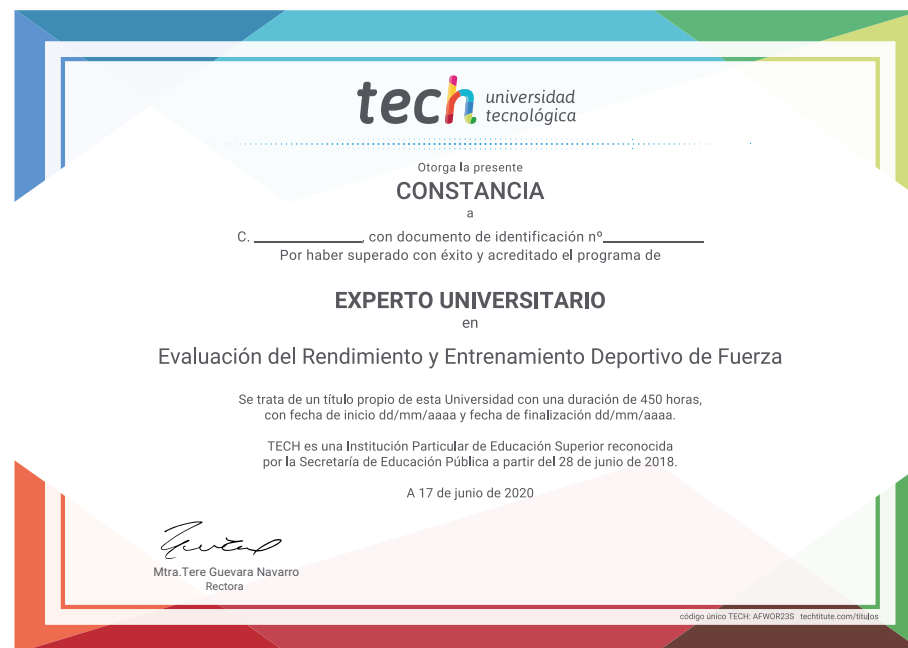 tech universidad
tecnológica
Otorga la presente
CONSTANCIA
a
C. ____________, con documento de identificación nº____________
Por haber superado con éxito y acreditado el programa de
EXPERTO UNIVERSITARIO
en
Evaluación del Rendimiento y Entrenamiento Deportivo de Fuerza
Se trata de un título propio de esta Universidad con una duración de 450 horas,
con fecha de inicio dd/mm/aaaa y fecha de finalización dd/mm/aaaa.
TECH es una Institución Particular de Educación Superior reconocida
por la Secretaría de Educación Pública a partir del 28 de junio de 2018.
A 17 de junio de 2020
Mtra.Tere Guevara Navarro
Rectora
código único TECH: AFWOR23S techtitute.com/titulos